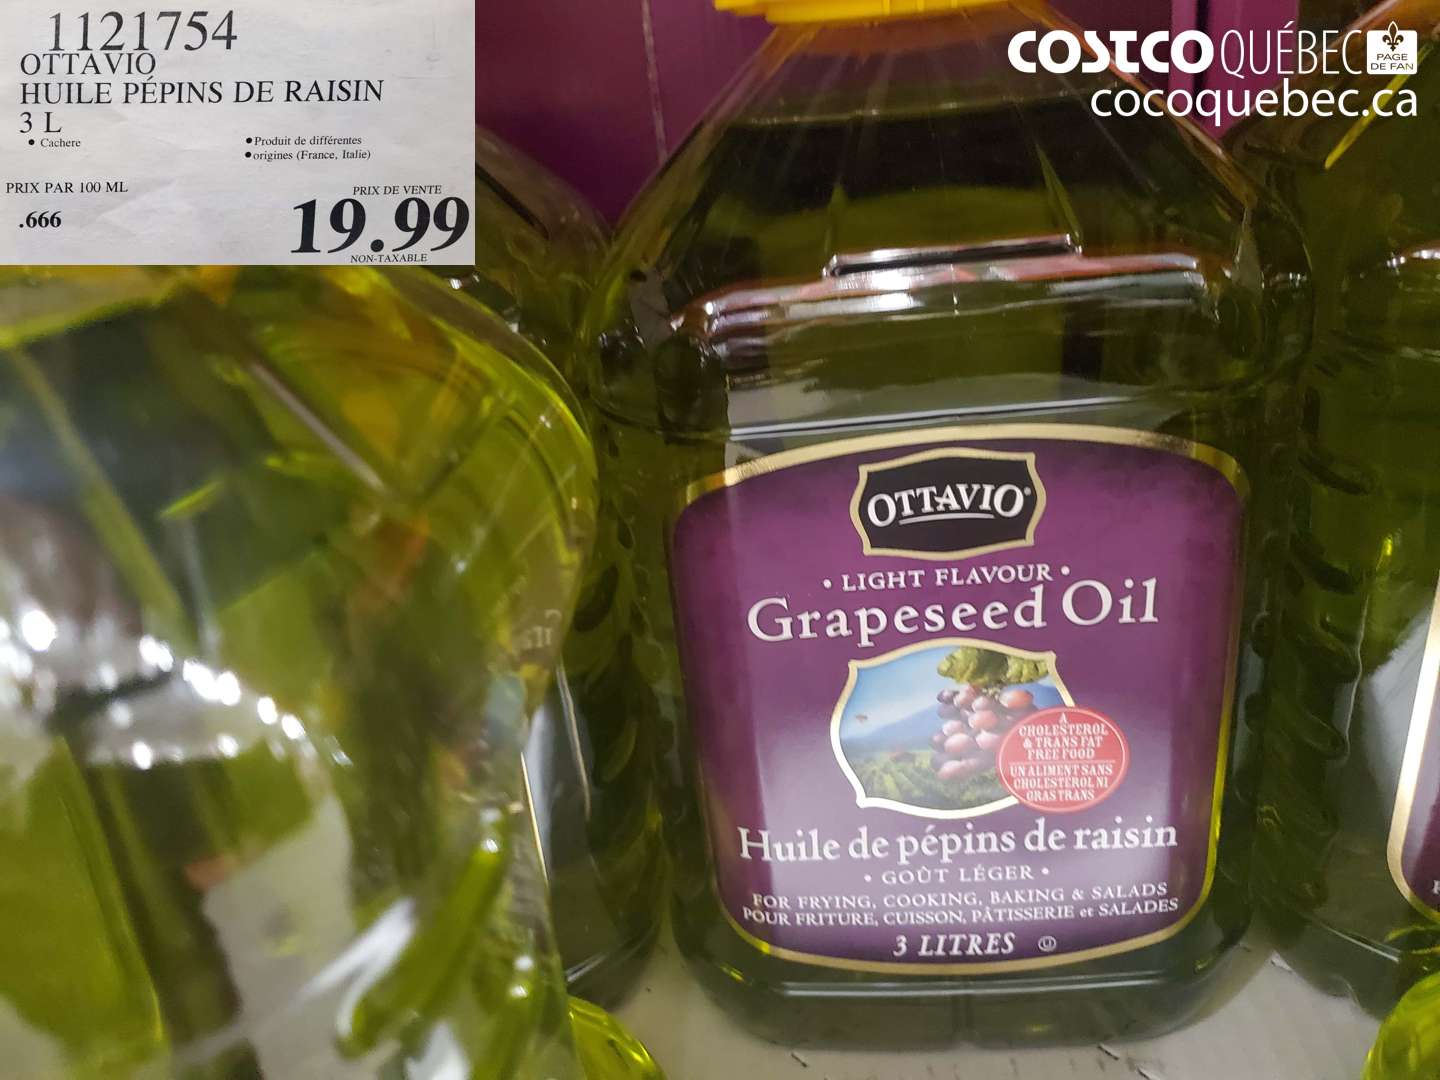 1121754
OTTAVIO
HUILE PÉPINS DE RAISIN
3 L
• Cachere
• Produit de différentes
• origines (France, Italie)
PRIX PAR 100 ML
.666
PRIX DE VENTE
19.99
NON-TAXABLE
COSTCO QUÉBEC
PAGE
DE FAN
cocoquebec.ca
OTTAVIO
• LIGHT FLAVOUR •
Grapeseed Oil
A
CHOLESTEROL
& TRANS FAT
FREE FOOD
UN ALIMENT SANS
CHOLESTEROL NI
GRAS TRANS
Huile de pépins de raisin
• GOÛT LÉGER •
FOR FRYING, COOKING, BAKING & SALADS
POUR FRITURE, CUISSON, PÂTISSERIE et SALADES
3 LITRES